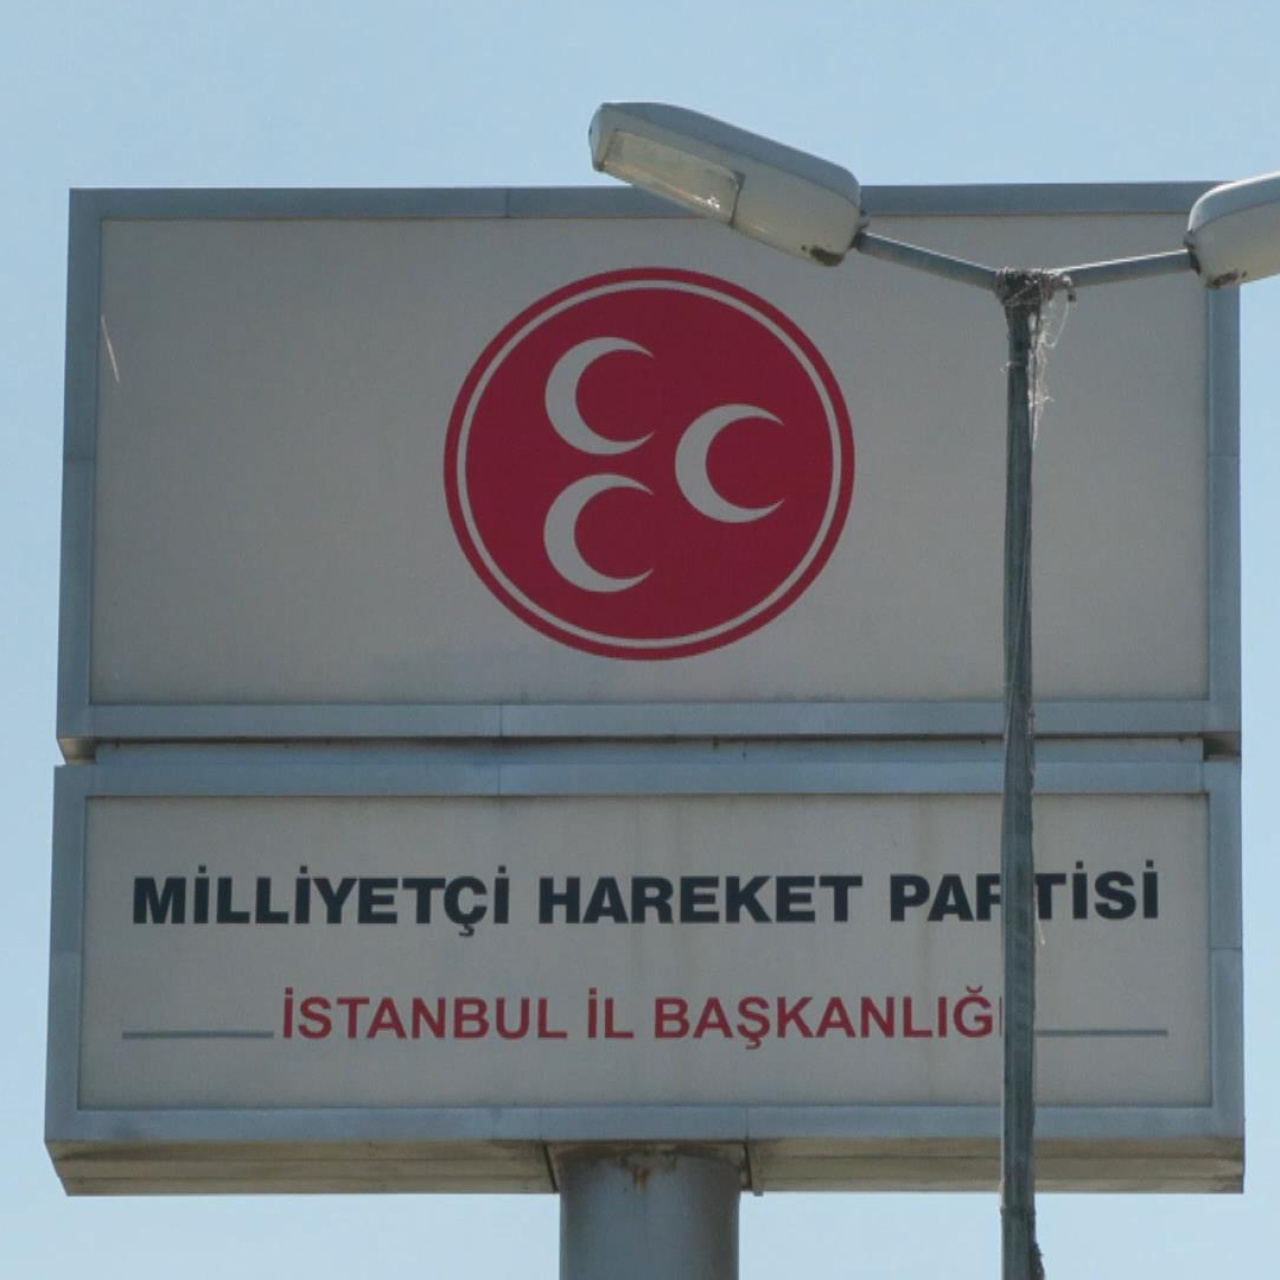 MİLLİYETÇİ HAREKET PARTİSİ
İSTANBUL İL BAŞKANLIĞI